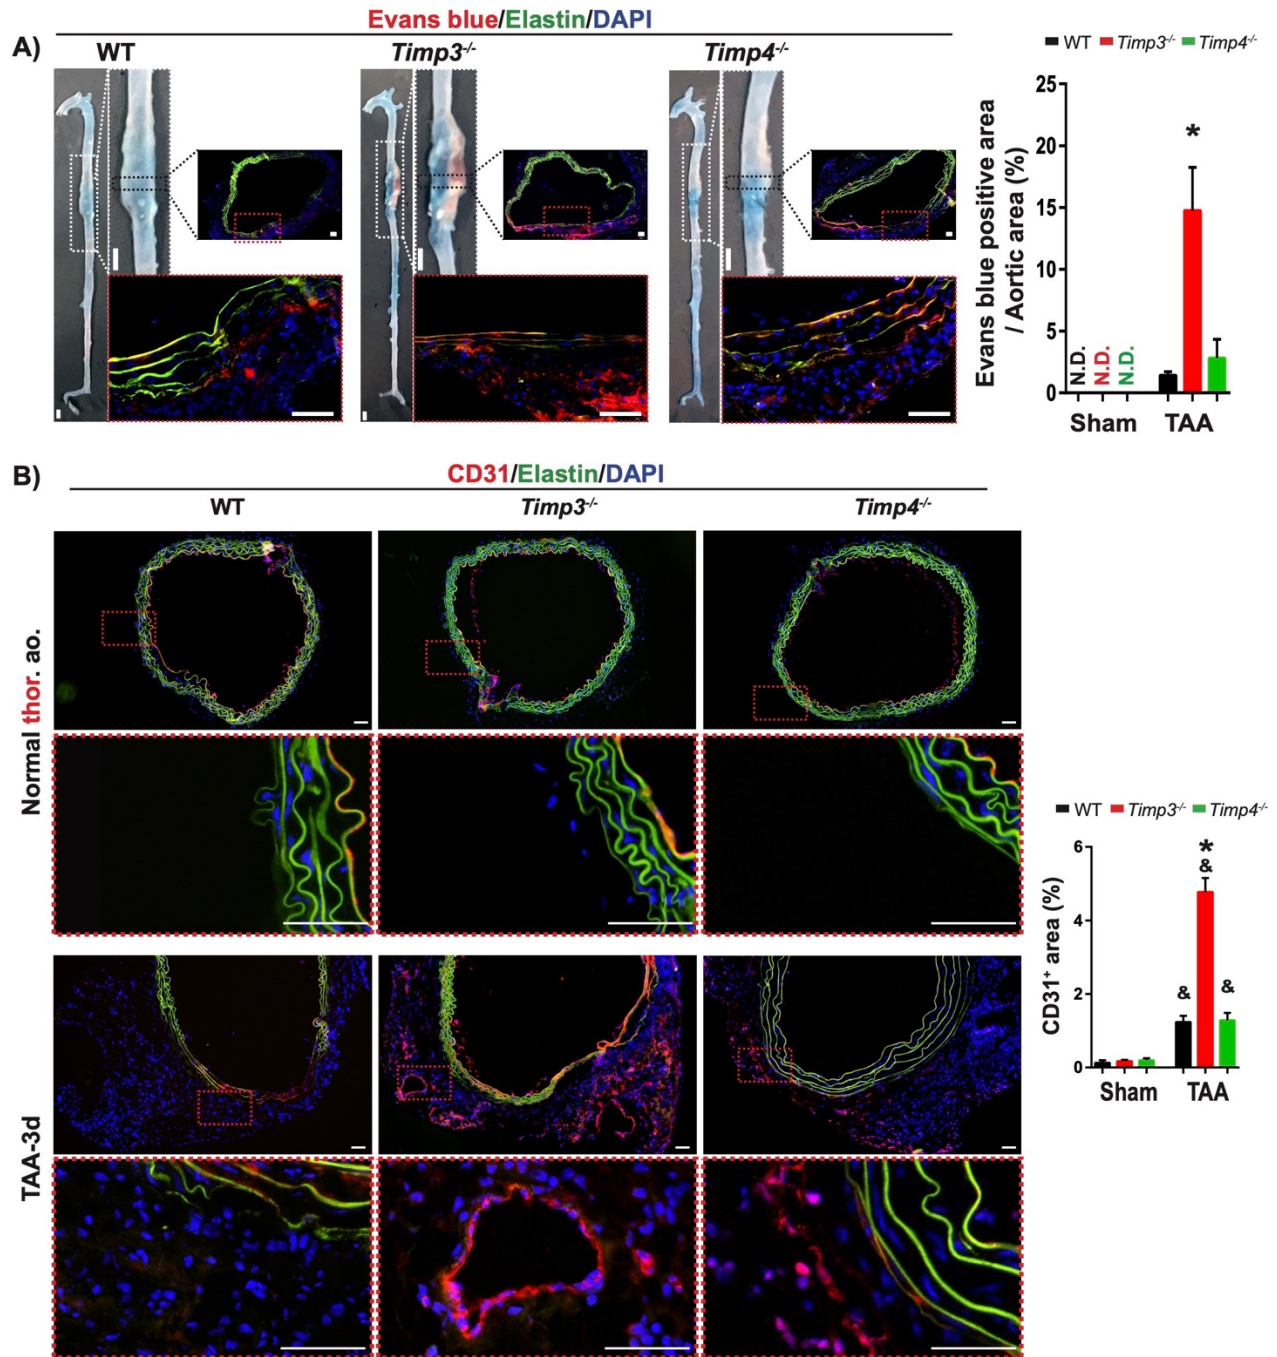 Evans blue/Elastin/DAPI
A)
WT
Timp3-/-
Timp4-/-
WT Timp3-/- Timp4-/-
Evans blue positive area
/ Aortic area (%)
25
20
15
10
5
0
*
N.D.
N.D.
N.D.
Sham
TAA
B)
CD31/Elastin/DAPI
WT
Timp3-/-
Timp4-/-
Normal thor. ao.
TAA-3d
WT Timp3-/- Timp4-/-
CD31+ area (%)
6
4
2
0
*
&
&
&
Sham
TAA